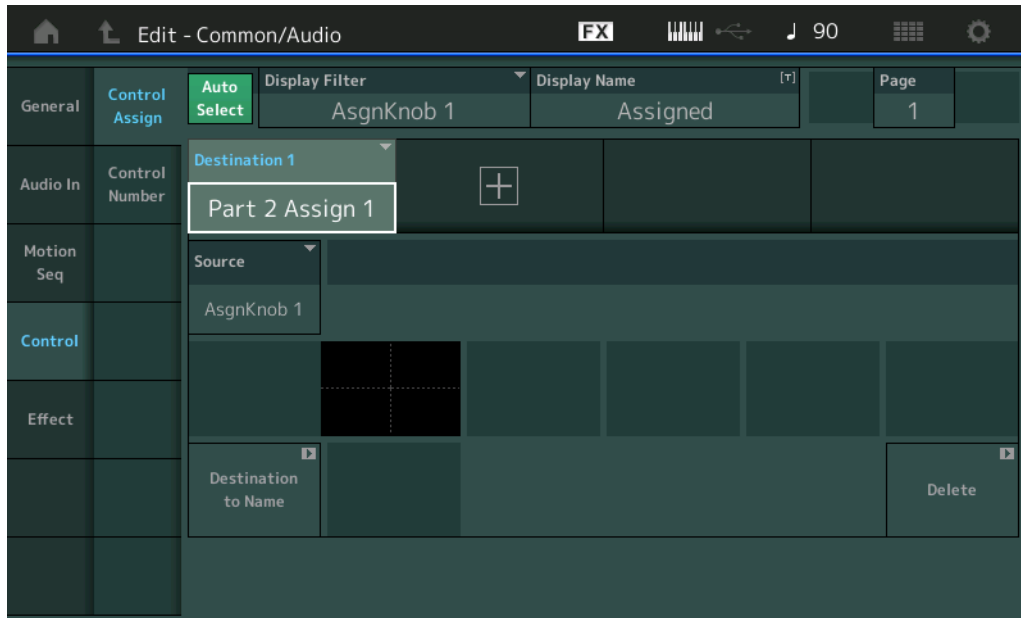 Edit - Common/Audio
FX
90
General
Control
Assign
Auto
Select
Display Filter
AsgnKnob 1
Display Name
[T]
Assigned
Page
1
Audio In
Control
Number
Destination 1
Part 2 Assign 1
Motion
Seq
Source
AsgnKnob 1
Control
Effect
Destination
to Name
Delete